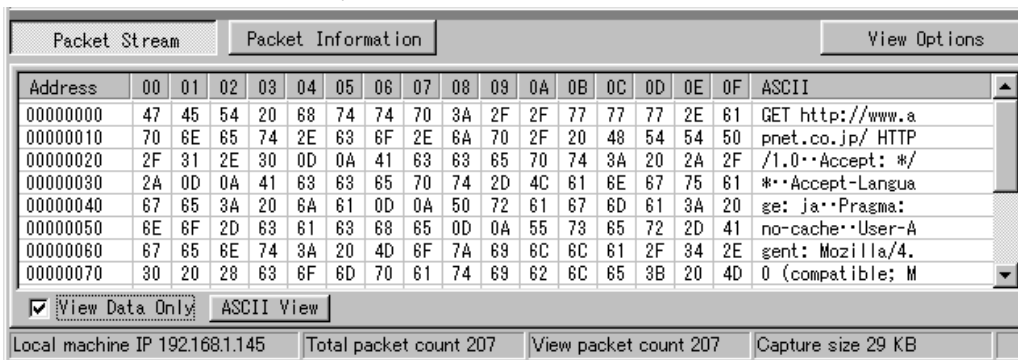 Packet Stream Packet Information View Options
Address 00 01 02 03 04 05 06 07 08 09 0A 0B 0C 0D 0E 0F ASCII
00000000 47 45 54 20 68 74 74 70 3A 2F 2F 77 77 77 2E 61 GET http://www.a
00000010 70 6E 65 74 2E 63 6F 2E 6A 70 2F 20 48 54 54 50 pnet.co.jp/ HTTP
00000020 2F 31 2E 30 0D 0A 41 63 63 65 70 74 3A 20 2A 2F /1.0··Accept: */
00000030 2A 0D 0A 41 63 63 65 70 74 2D 4C 61 6E 67 75 61 *··Accept-Langua
00000040 67 65 3A 20 6A 61 0D 0A 50 72 61 67 6D 61 3A 20 ge: ja··Pragma:
00000050 6E 6F 2D 63 61 63 68 65 0D 0A 55 73 65 72 2D 41 no-cache··User-A
00000060 67 65 6E 74 3A 20 4D 6F 7A 69 6C 6C 61 2F 34 2E gent: Mozilla/4.
00000070 30 20 28 63 6F 6D 70 61 74 69 62 6C 65 3B 20 4D 0 (compatible; M
View Data Only ASCII View
Local machine IP 192.168.1.145 Total packet count 207 View packet count 207 Capture size 29 KB